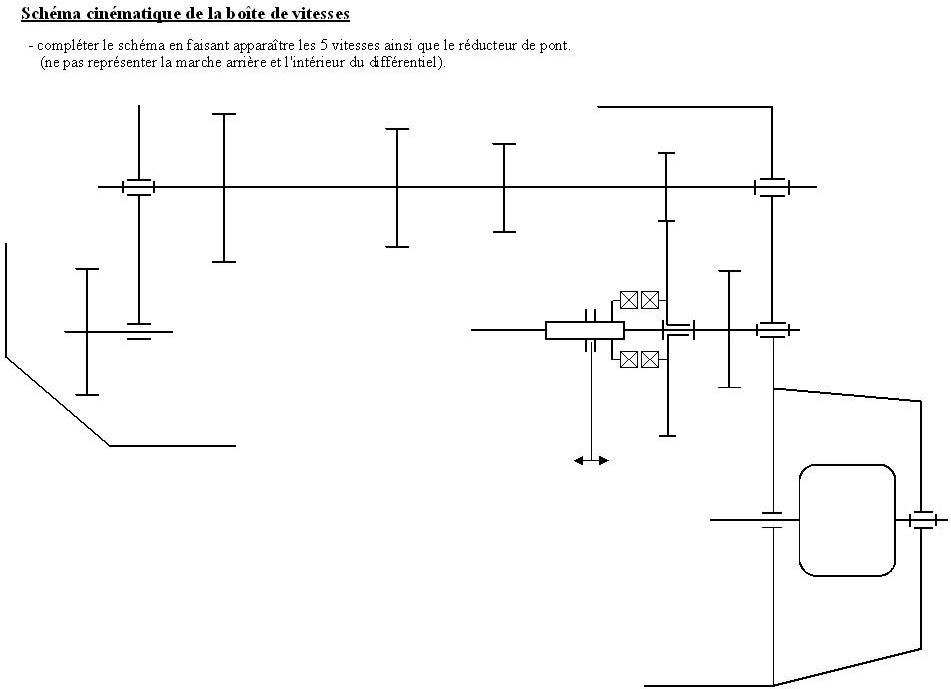 Schéma cinématique de la boîte de vitesses
- compléter le schéma en faisant apparaître les 5 vitesses ainsi que le réducteur de pont.
(ne pas représenter la marche arrière et l'intérieur du différentiel).